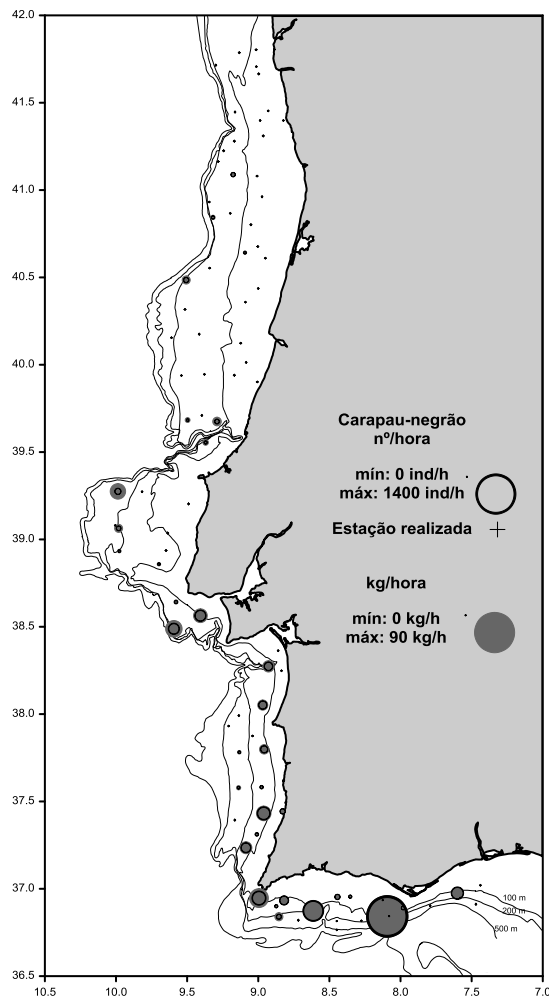 42.0
41.5
41.0
40.5
40.0
39.5
39.0
38.5
38.0
37.5
37.0
36.5
Carapau-negrão
nº/hora
mín: 0 ind/h
máx: 1400 ind/h
Estação realizada
kg/hora
mín: 0 kg/h
máx: 90 kg/h
100 m
200 m
500 m
10.5 10.0 9.5 9.0 8.5 8.0 7.5 7.0